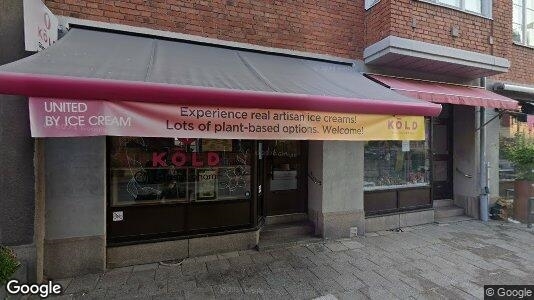 KOLD
UNITED
BY ICE CREAM
Experience real artisan ice creams!
Lots of plant-based options. Welcome!
KOLD
KOLD
Google
© Google